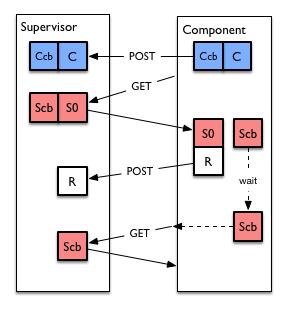 Supervisor
Component
Ccb C
POST
Ccb C
GET
Scb S0
S0 Scb
R
POST
R
wait
Scb
GET
Scb